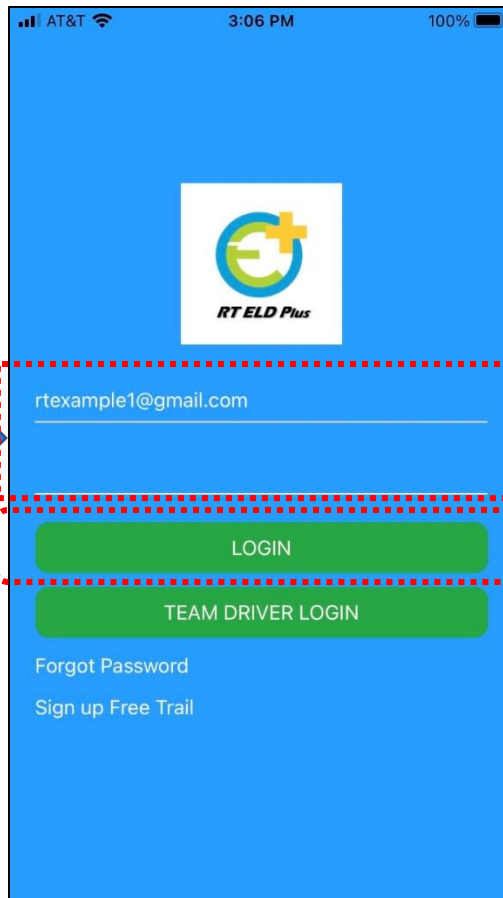 AT&T 3:06 PM 100%
RT ELD Plus
rtexample1@gmail.com
LOGIN
TEAM DRIVER LOGIN
Forgot Password
Sign up Free Trail